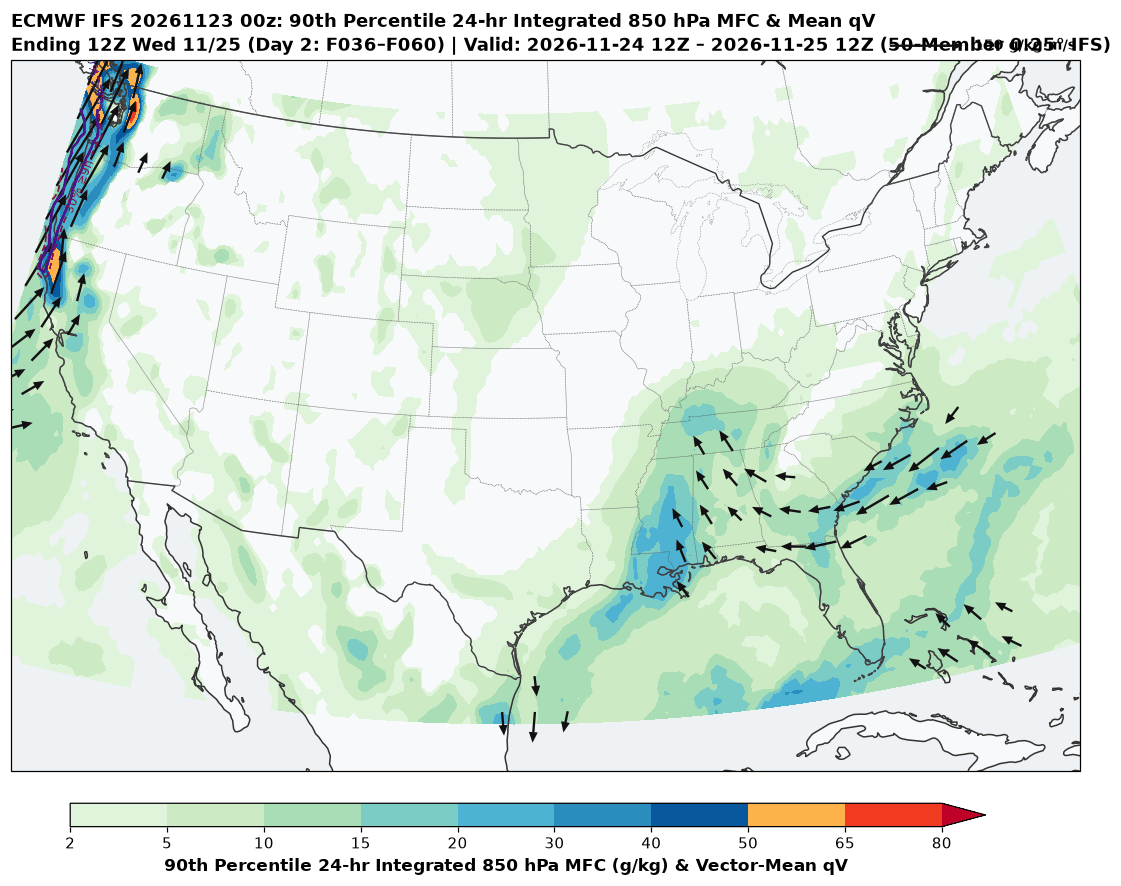 ECMWF IFS 20261123 00z: 90th Percentile 24-hr Integrated 850 hPa MFC & Mean qV
Ending 12Z Wed 11/25 (Day 2: F036–F060) | Valid: 2026-11-24 12Z – 2026-11-25 12Z (50-Member 0.25° IFS)
2 5 10 15 20 30 40 50 65 80
90th Percentile 24-hr Integrated 850 hPa MFC (g/kg) & Vector-Mean qV